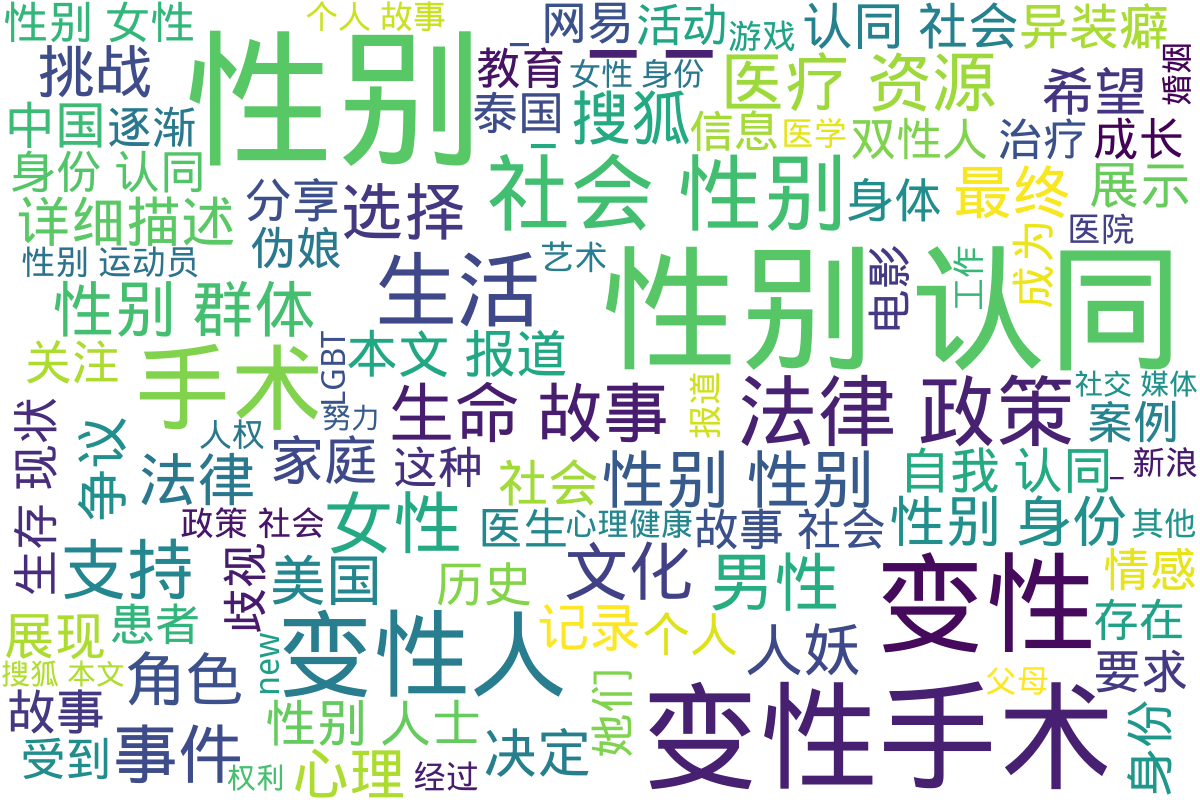 性别 女性
个人 故事
网易
活动
游戏
认同 社会
异装癖
挑战
性别
教育
女性 身份
医疗 资源
希望
婚姻
中国
逐渐
泰国
搜狐
信息
医学
双性人
治疗
成长
身份 认同
分享
选择
社会 性别
身体
最终
展示
详细描述
伪娘
性别 运动员
生活
艺术
性别认同
电影
工作
成为
医院
性别 群体
关注
手术
LGBT
本文 报道
努力
生命 故事
报道
法律 政策
社交 媒体
案例
生存 现状
争议
人权
法律
家庭
这种
社会
性别 性别
自我 认同
新浪
政策 社会
女性
医生
心理健康
故事 社会
性别 身份
其他
支持
歧视
美国
历史
文化
男性
变性
情感
展现
患者
new
变性人
记录
个人
人妖
存在
搜狐 本文
角色
变性手术
父母
要求
故事
受到
事件
性别 人士
她们
权利
心理
经过
决定
身份